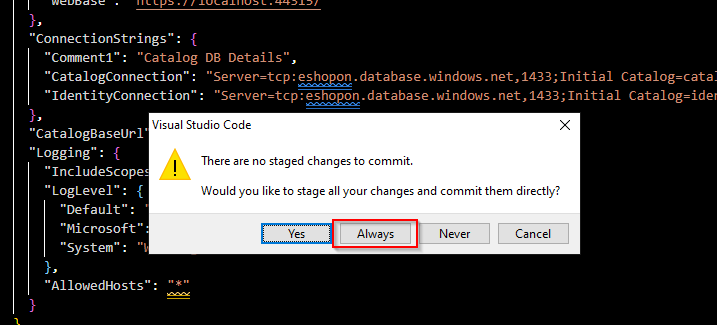 "WebBase": "https://localhost:44315/"
},
"ConnectionStrings": {
"Comment1": "Catalog DB Details",
"CatalogConnection": "Server=tcp:eshopon.database.windows.net,1433;Initial Catalog=catal
"IdentityConnection": "Server=tcp:eshopon.database.windows.net,1433;Initial Catalog=iden
},
"CatalogBaseUrl"
"Logging": {
"IncludeScopes
"LogLevel": {
"Default": "
"Microsoft":
"System": "W
},
"AllowedHosts": "*"
}
}
Visual Studio Code
There are no staged changes to commit.
Would you like to stage all your changes and commit them directly?
Yes Always Never Cancel